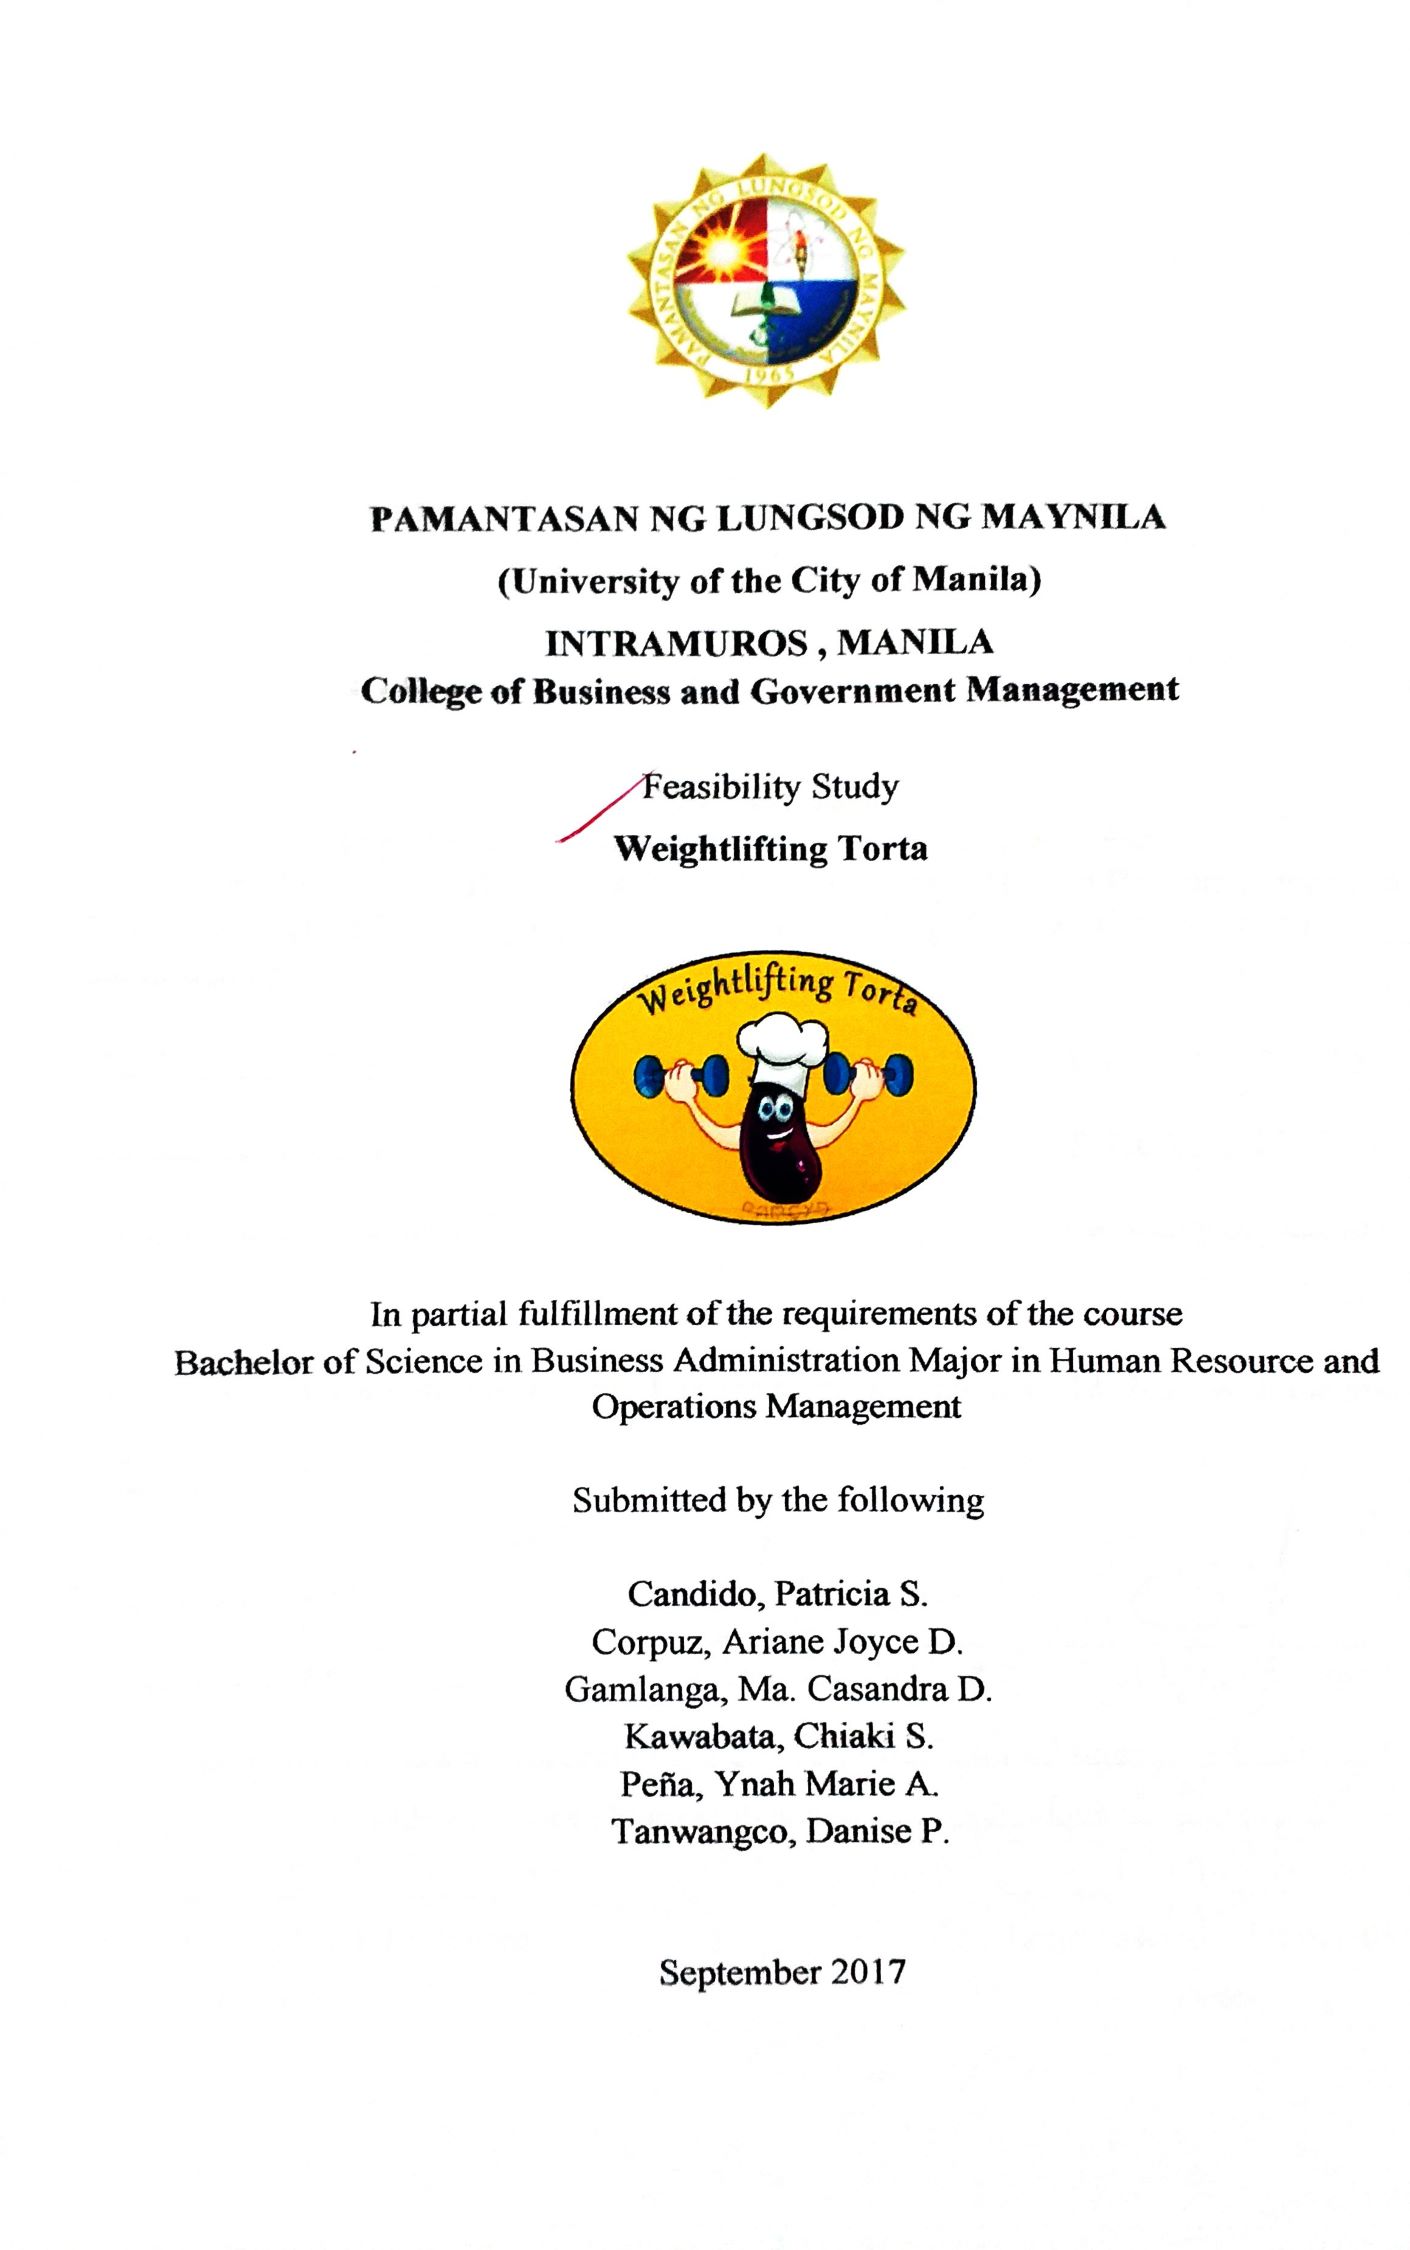 PAMANTASAN NG LUNGSOD NG MAYNILA
1965
PAMANTASAN NG LUNGSOD NG MAYNILA
(University of the City of Manila)
INTRAMUROS , MANILA
College of Business and Government Management
Feasibility Study
Weightlifting Torta
Weightlifting Torta
In partial fulfillment of the requirements of the course
Bachelor of Science in Business Administration Major in Human Resource and
Operations Management
Submitted by the following
Candido, Patricia S.
Corpuz, Ariane Joyce D.
Gamlanga, Ma. Casandra D.
Kawabata, Chiaki S.
Peña, Ynah Marie A.
Tanwangco, Danise P.
September 2017